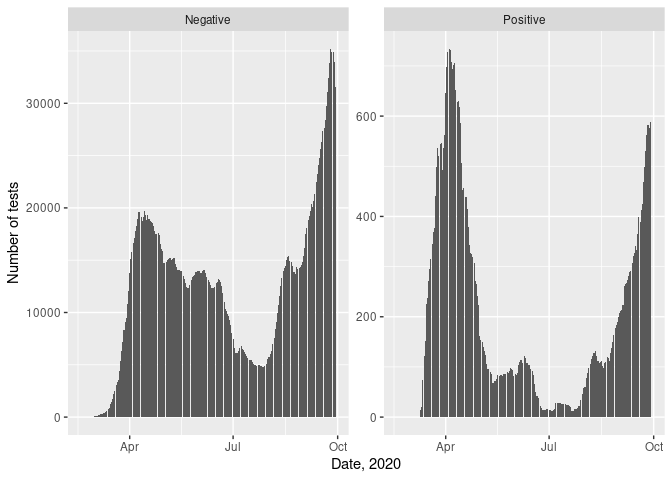 Negative
Positive
Number of tests
30000
20000
10000
0
600
400
200
0
Apr
Jul
Oct
Apr
Jul
Oct
Date, 2020